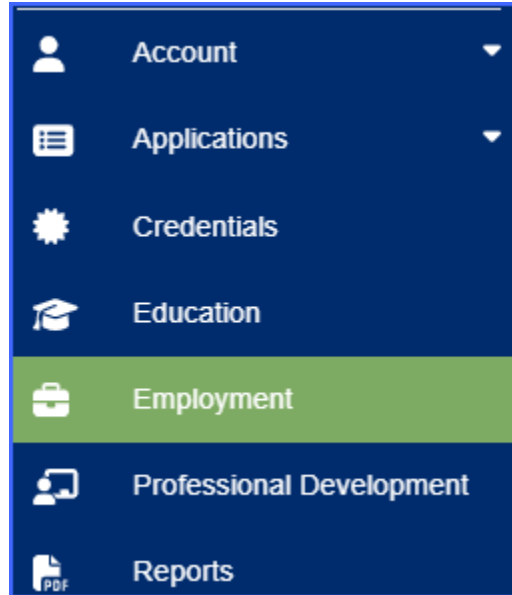 Account
Applications
Credentials
Education
Employment
Professional Development
PDF
Reports